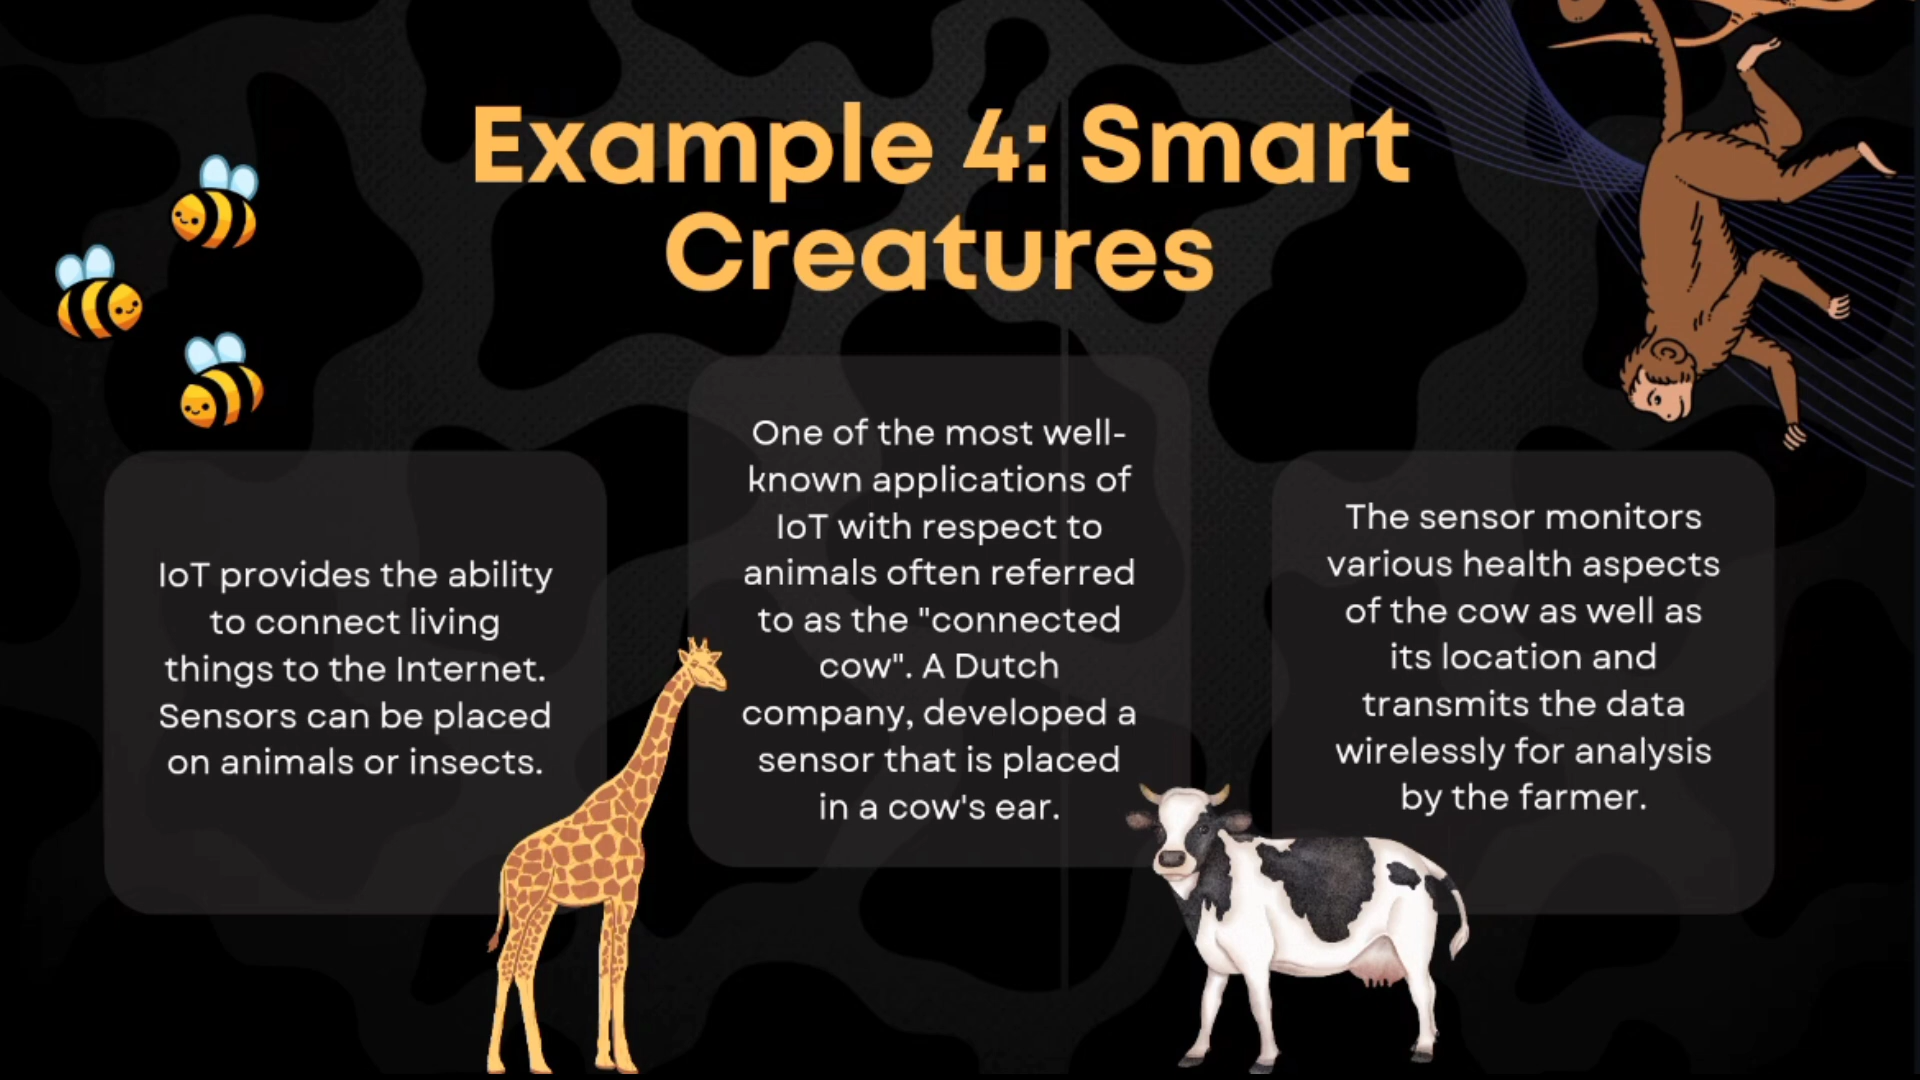 Example 4: Smart
Creatures
IoT provides the ability
to connect living
things to the Internet.
Sensors can be placed
on animals or insects.
One of the most well-
known applications of
IoT with respect to
animals often referred
to as the "connected
cow". A Dutch
company, developed a
sensor that is placed
in a cow's ear.
The sensor monitors
various health aspects
of the cow as well as
its location and
transmits the data
wirelessly for analysis
by the farmer.